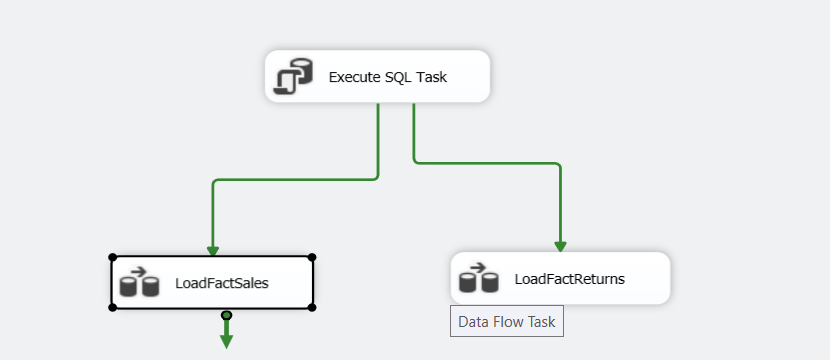 Execute SQL Task
LoadFactSales
LoadFactReturns
Data Flow Task